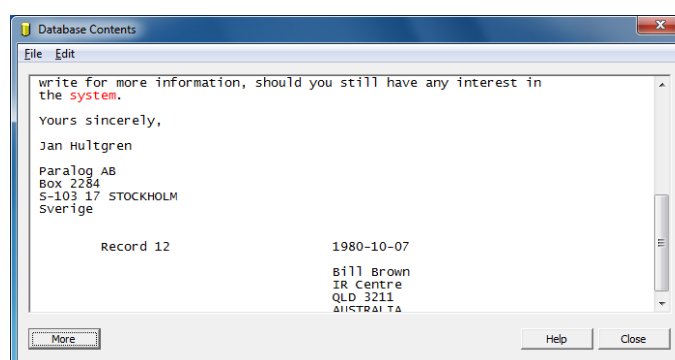 Database Contents
File Edit
write for more information, should you still have any interest in
the system.
Yours sincerely,
Jan Hultgren
Paralog AB
Box 2284
S-103 17 STOCKHOLM
Sverige
Record 12 1980-10-07
Bill Brown
IR Centre
QLD 3211
AUSTRALIA
More Help Close